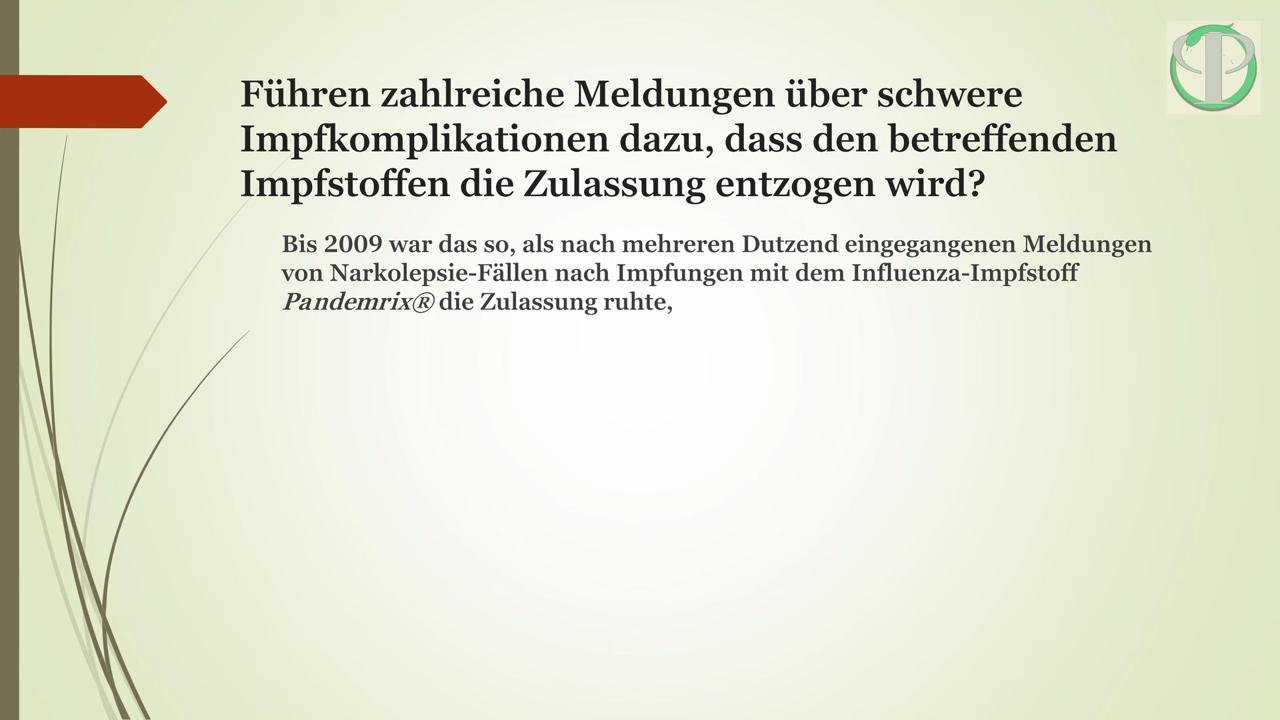 Führen zahlreiche Meldungen über schwere
Impfkomplikationen dazu, dass den betreffenden
Impfstoffen die Zulassung entzogen wird?
Bis 2009 war das so, als nach mehreren Dutzend eingegangenen Meldungen
von Narkolepsie-Fällen nach Impfungen mit dem Influenza-Impfstoff
Pandemrix® die Zulassung ruhte,